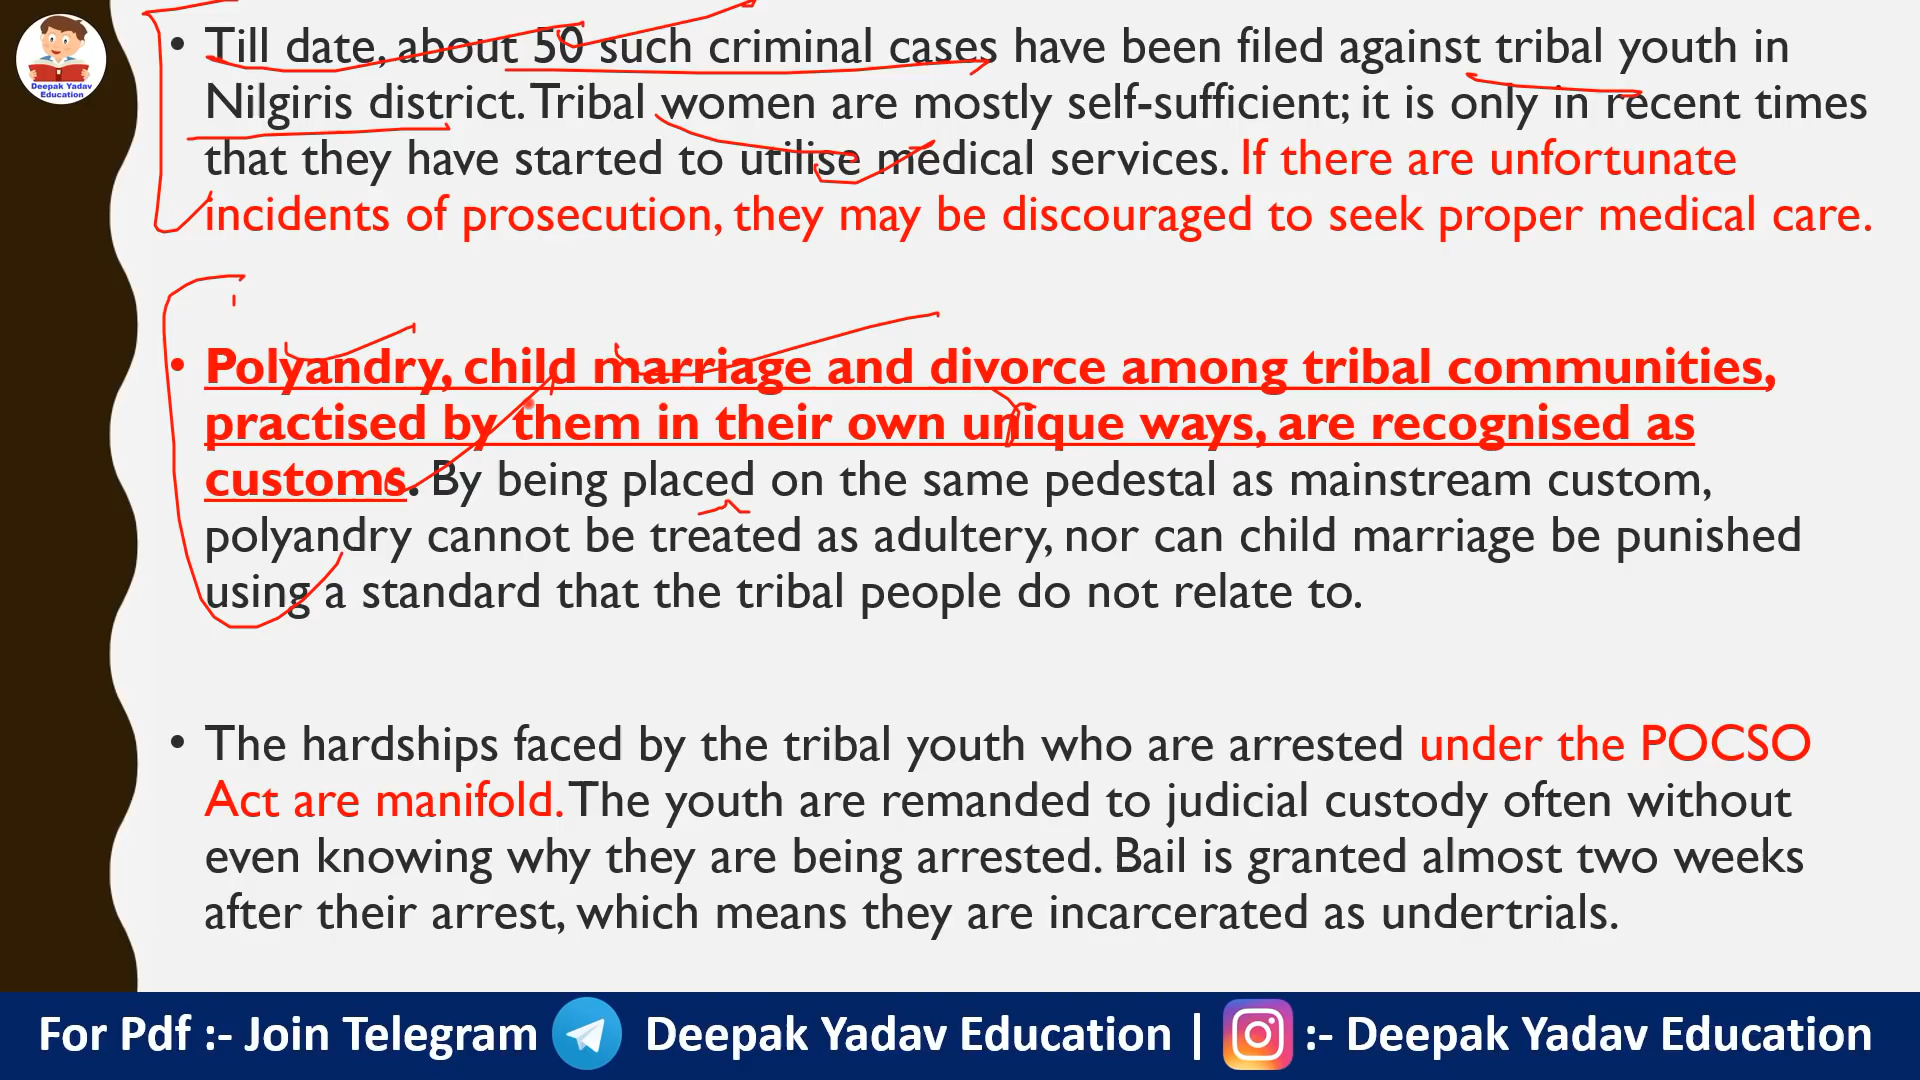 • Till date, about 50 such criminal cases have been filed against tribal youth in
Nilgiris district. Tribal women are mostly self-sufficient; it is only in recent times
that they have started to utilise medical services. If there are unfortunate
incidents of prosecution, they may be discouraged to seek proper medical care.
• Polyandry, child marriage and divorce among tribal communities,
practised by them in their own unique ways, are recognised as
customs. By being placed on the same pedestal as mainstream custom,
polyandry cannot be treated as adultery, nor can child marriage be punished
using a standard that the tribal people do not relate to.
• The hardships faced by the tribal youth who are arrested under the POCSO
Act are manifold. The youth are remanded to judicial custody often without
even knowing why they are being arrested. Bail is granted almost two weeks
after their arrest, which means they are incarcerated as undertrials.
Deepak Yadav
Education
For Pdf :- Join Telegram Deepak Yadav Education | :- Deepak Yadav Education